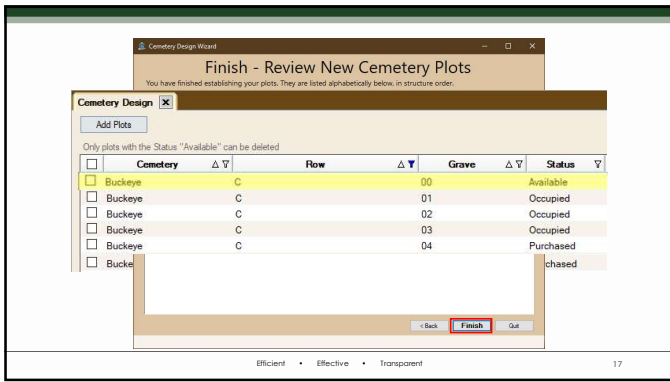 Cemetery Design Wizard
Finish - Review New Cemetery Plots
You have finished establishing your plots. They are listed alphabetically below, in structure order.
Cemetery Design
Add Plots
Only plots with the Status "Available" can be deleted
Cemetery Row Grave Status
Buckeye C 00 Available
Buckeye C 01 Occupied
Buckeye C 02 Occupied
Buckeye C 03 Occupied
Buckeye C 04 Purchased
Bucke chased
< Back Finish Quit
Efficient • Effective • Transparent 17